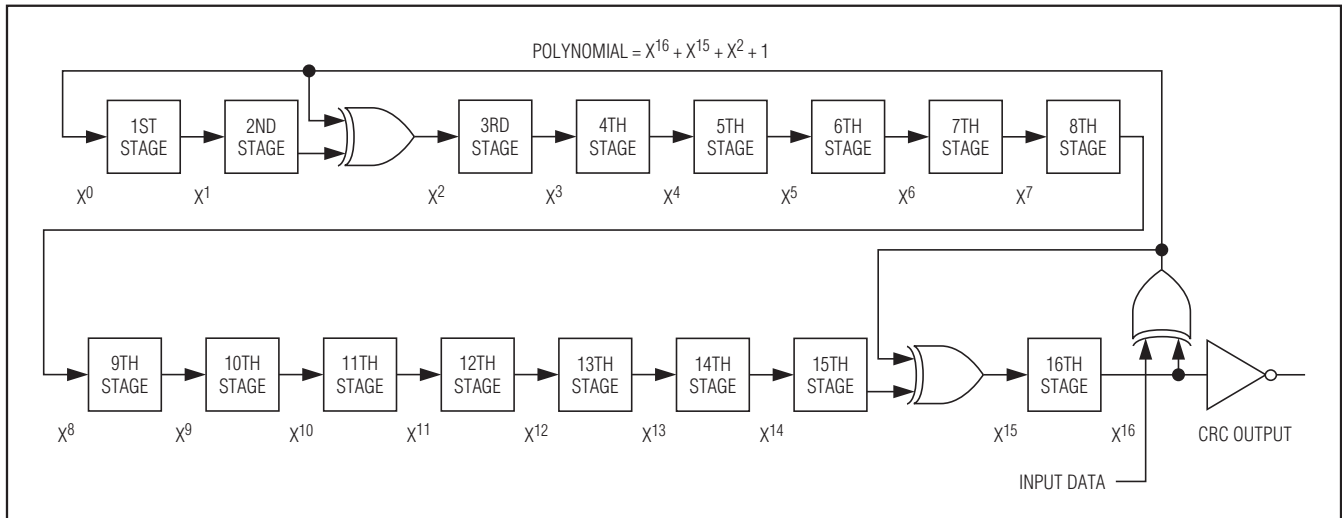 POLYNOMIAL = X16 + X15 + X2 + 1
1ST
STAGE
2ND
STAGE
3RD
STAGE
4TH
STAGE
5TH
STAGE
6TH
STAGE
7TH
STAGE
8TH
STAGE
X0
X1
X2
X3
X4
X5
X6
X7
9TH
STAGE
10TH
STAGE
11TH
STAGE
12TH
STAGE
13TH
STAGE
14TH
STAGE
15TH
STAGE
16TH
STAGE
X8
X9
X10
X11
X12
X13
X14
X15
X16
CRC OUTPUT
INPUT DATA